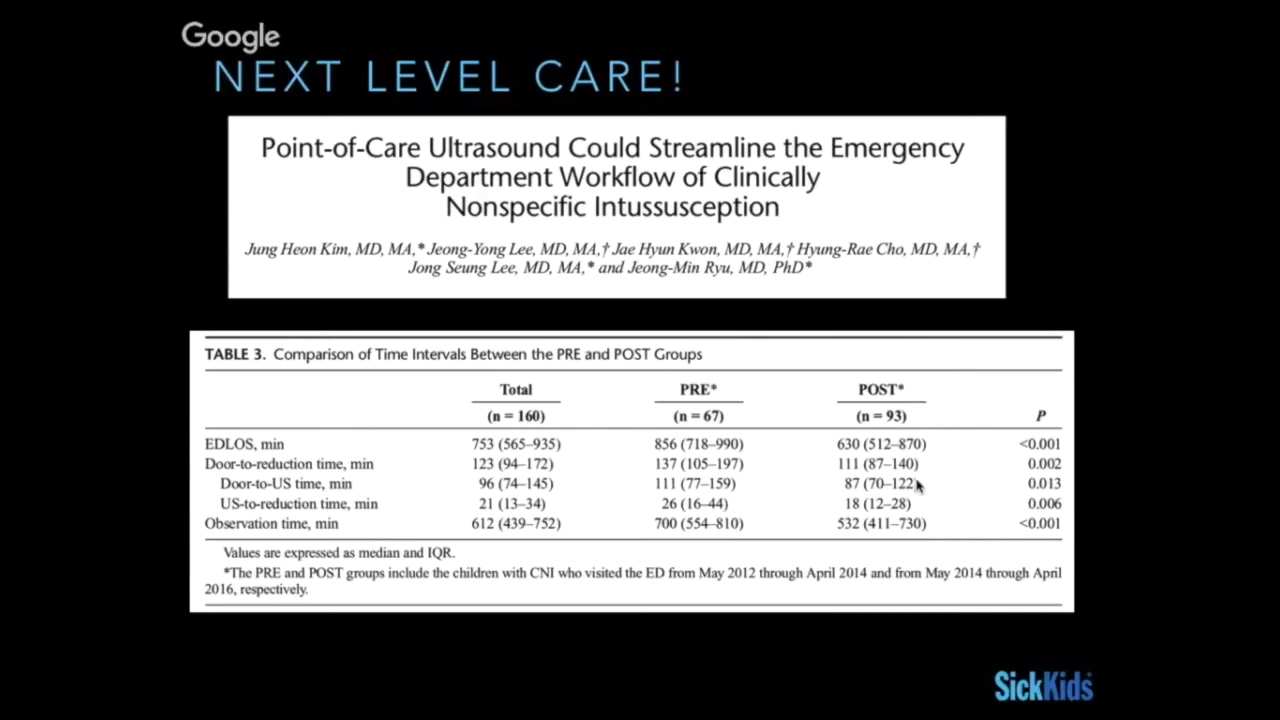 Google
NEXT LEVEL CARE!
Point-of-Care Ultrasound Could Streamline the Emergency
Department Workflow of Clinically
Nonspecific Intussusception
Jung Heon Kim, MD, MA,* Jeong-Yong Lee, MD, MA,† Jae Hyun Kwon, MD, MA,† Hyung-Rae Cho, MD, MA,†
Jong Seung Lee, MD, MA,* and Jeong-Min Ryu, MD, PhD*
TABLE 3. Comparison of Time Intervals Between the PRE and POST Groups
Total PRE* POST*
(n = 160) (n = 67) (n = 93) P
EDLOS, min 753 (565–935) 856 (718–990) 630 (512–870) <0.001
Door-to-reduction time, min 123 (94–172) 137 (105–197) 111 (87–140) 0.002
Door-to-US time, min 96 (74–145) 111 (77–159) 87 (70–122) 0.013
US-to-reduction time, min 21 (13–34) 26 (16–44) 18 (12–28) 0.006
Observation time, min 612 (439–752) 700 (554–810) 532 (411–730) <0.001
Values are expressed as median and IQR.
*The PRE and POST groups include the children with CNI who visited the ED from May 2012 through April 2014 and from May 2014 through April
2016, respectively.
SickKids